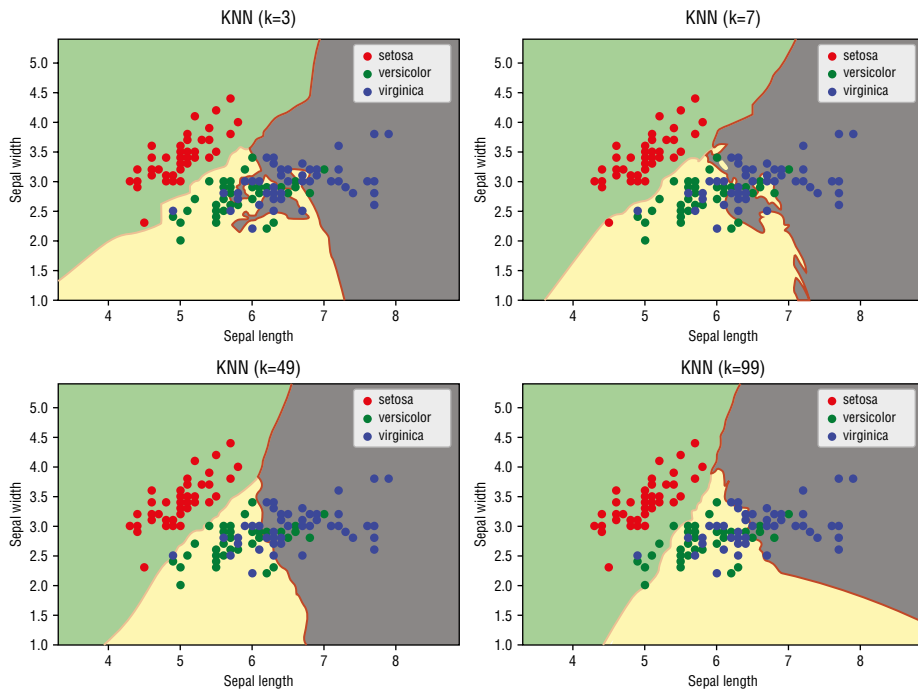 KNN (k=3)
5.0
4.5
4.0
3.5
3.0
2.5
2.0
1.5
1.0
Sepal width
setosa
versicolor
virginica
4 5 6 7 8
Sepal length
KNN (k=7)
5.0
4.5
4.0
3.5
3.0
2.5
2.0
1.5
1.0
Sepal width
setosa
versicolor
virginica
4 5 6 7 8
Sepal length
KNN (k=49)
5.0
4.5
4.0
3.5
3.0
2.5
2.0
1.5
1.0
Sepal width
setosa
versicolor
virginica
4 5 6 7 8
Sepal length
KNN (k=99)
5.0
4.5
4.0
3.5
3.0
2.5
2.0
1.5
1.0
Sepal width
setosa
versicolor
virginica
4 5 6 7 8
Sepal length